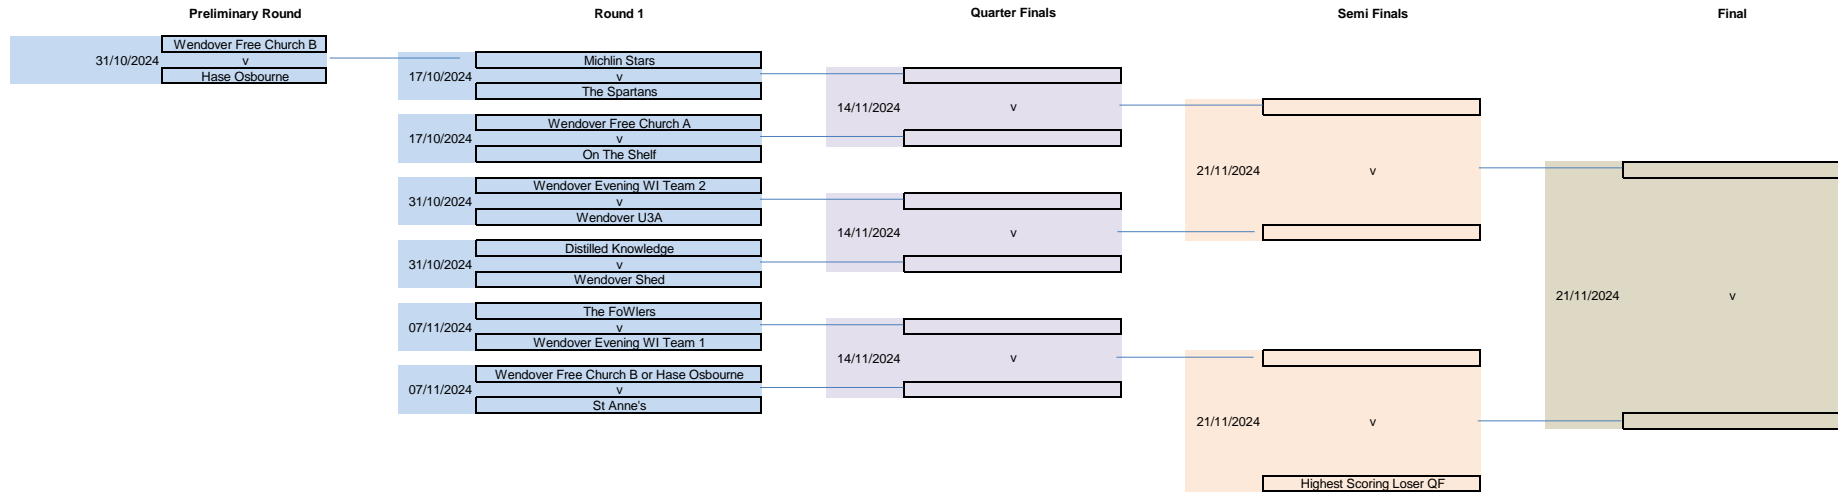 Preliminary Round
Round 1
Quarter Finals
Semi Finals
Final
31/10/2024
Wendover Free Church B
v
Hase Osbourne
17/10/2024
Michlin Stars
v
The Spartans
17/10/2024
Wendover Free Church A
v
On The Shelf
31/10/2024
Wendover Evening WI Team 2
v
Wendover U3A
31/10/2024
Distilled Knowledge
v
Wendover Shed
07/11/2024
The FoWlers
v
Wendover Evening WI Team 1
07/11/2024
Wendover Free Church B or Hase Osbourne
v
St Anne's
14/11/2024
v
14/11/2024
v
14/11/2024
v
21/11/2024
v
21/11/2024
v
Highest Scoring Loser QF
21/11/2024
v